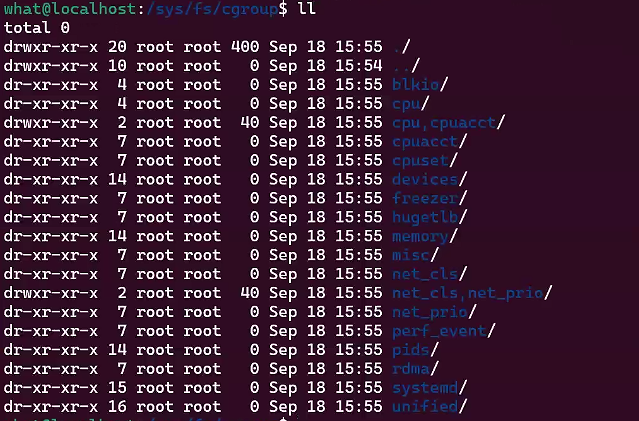 what@localhost:/sys/fs/cgroup$ ll
total 0
drwxr-xr-x 20 root root 400 Sep 18 15:55 ./
drwxr-xr-x 10 root root   0 Sep 18 15:54 ../
dr-xr-xr-x  4 root root   0 Sep 18 15:55 blkio/
dr-xr-xr-x  4 root root   0 Sep 18 15:55 cpu/
drwxr-xr-x  2 root root  40 Sep 18 15:55 cpu,cpuacct/
dr-xr-xr-x  7 root root   0 Sep 18 15:55 cpuacct/
dr-xr-xr-x  7 root root   0 Sep 18 15:55 cpuset/
dr-xr-xr-x 14 root root   0 Sep 18 15:55 devices/
dr-xr-xr-x  7 root root   0 Sep 18 15:55 freezer/
dr-xr-xr-x  7 root root   0 Sep 18 15:55 hugetlb/
dr-xr-xr-x 14 root root   0 Sep 18 15:55 memory/
dr-xr-xr-x  7 root root   0 Sep 18 15:55 misc/
dr-xr-xr-x  7 root root   0 Sep 18 15:55 net_cls/
drwxr-xr-x  2 root root  40 Sep 18 15:55 net_cls,net_prio/
dr-xr-xr-x  7 root root   0 Sep 18 15:55 net_prio/
dr-xr-xr-x  7 root root   0 Sep 18 15:55 perf_event/
dr-xr-xr-x 14 root root   0 Sep 18 15:55 pids/
dr-xr-xr-x  7 root root   0 Sep 18 15:55 rdma/
dr-xr-xr-x 15 root root   0 Sep 18 15:55 systemd/
dr-xr-xr-x 16 root root   0 Sep 18 15:55 unified/